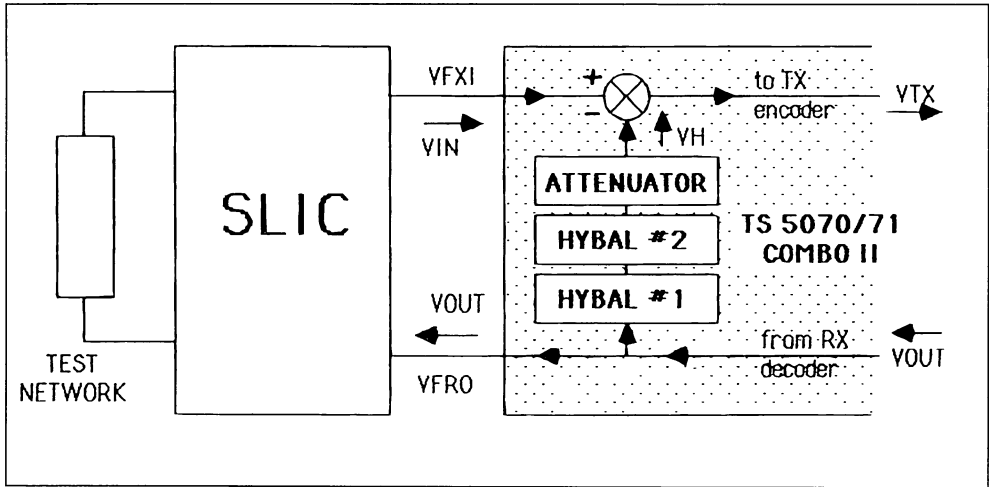 VFXI
VIN
+
-
to TX
encoder
VTX
VH
ATTENUATOR
HYBAL #2
HYBAL #1
TS 5070/71
COMBO II
SLIC
VOUT
VFRO
from RX
decoder
VOUT
TEST
NETWORK